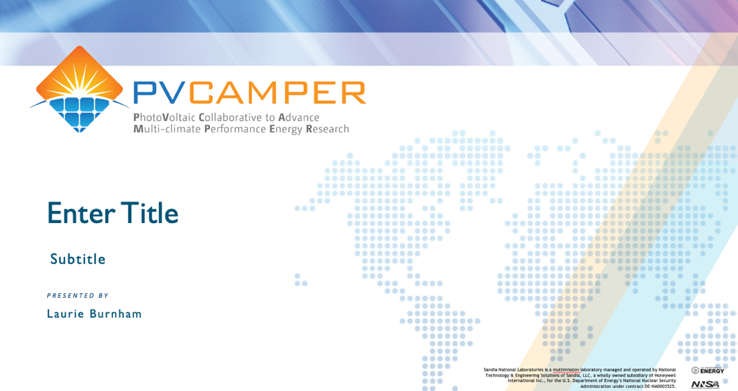 PVCAMPER
PhotoVoltaic Collaborative to Advance
Multi-climate Performance Energy Research
Enter Title
Subtitle
PRESENTED BY
Laurie Burnham
Sandia National Laboratories is a multimission laboratory managed and operated by National
Technology & Engineering Solutions of Sandia, LLC, a wholly owned subsidiary of Honeywell
International Inc., for the U.S. Department of Energy's National Nuclear Security
Administration under contract DE-NA0003525.
ENERGY
NNSA